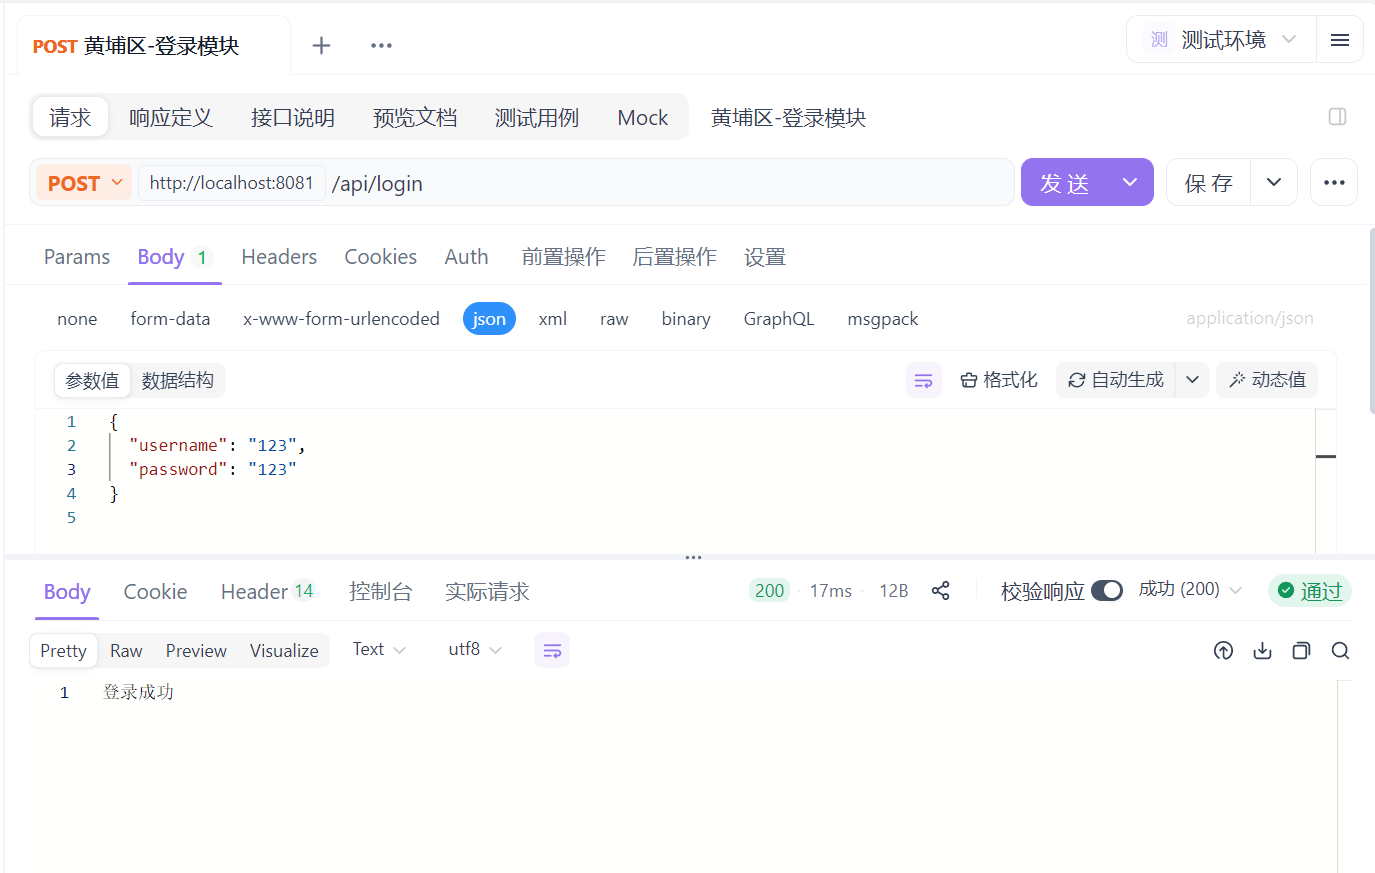 POST 黄埔区-登录模块
测 测试环境
请求 响应定义 接口说明 预览文档 测试用例 Mock 黄埔区-登录模块
POST http://localhost:8081 /api/login 发送 保存
Params Body 1 Headers Cookies Auth 前置操作 后置操作 设置
none form-data x-www-form-urlencoded json xml raw binary GraphQL msgpack application/json
参数值 数据结构 格式化 自动生成 动态值
1 {
2 "username": "123",
3 "password": "123"
4 }
5
Body Cookie Header 14 控制台 实际请求 200 · 17ms · 12B 校验响应 成功 (200) 通过
Pretty Raw Preview Visualize Text utf8
1 登录成功